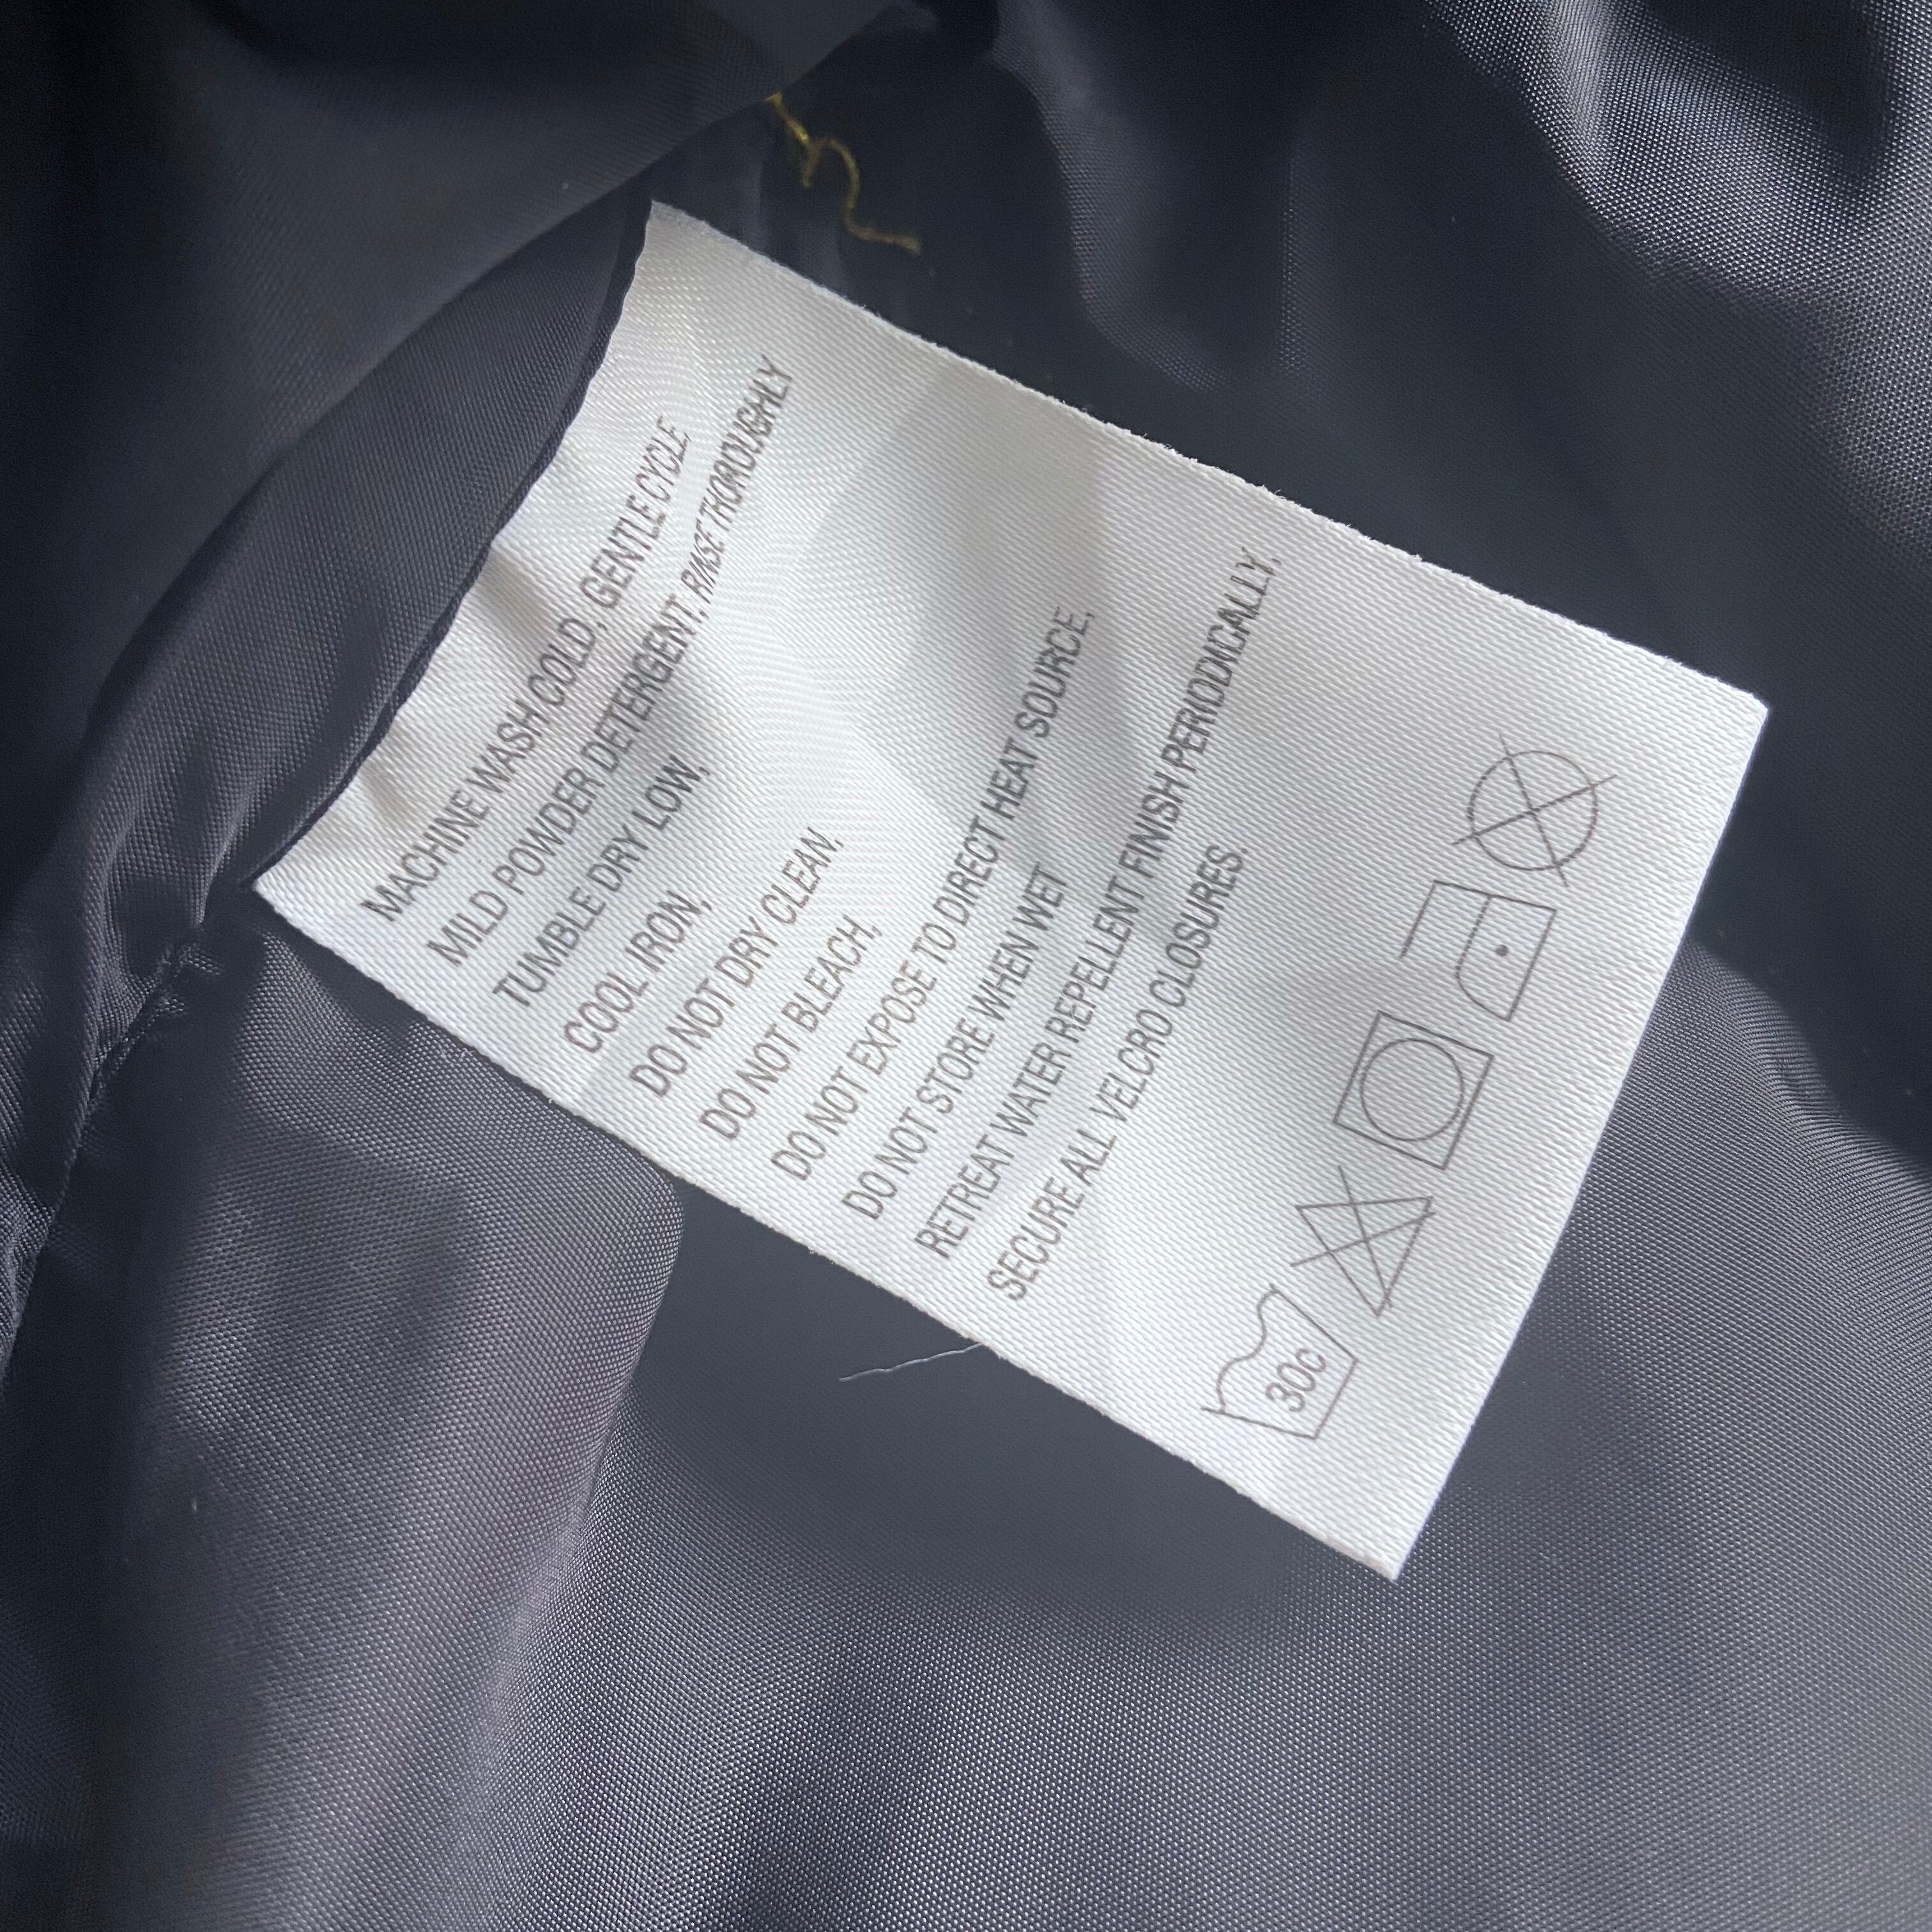 MACHINE WASH COLD, GENTLE CYCLE,
MILD POWDER DETERGENT, RINSE THOROUGHLY
TUMBLE DRY LOW,
COOL IRON,
DO NOT DRY CLEAN,
DO NOT BLEACH,
DO NOT EXPOSE TO DIRECT HEAT SOURCE,
DO NOT STORE WHEN WET
RETREAT WATER REPELLENT FINISH PERIODICALLY,
SECURE ALL VELCRO CLOSURES.
30c